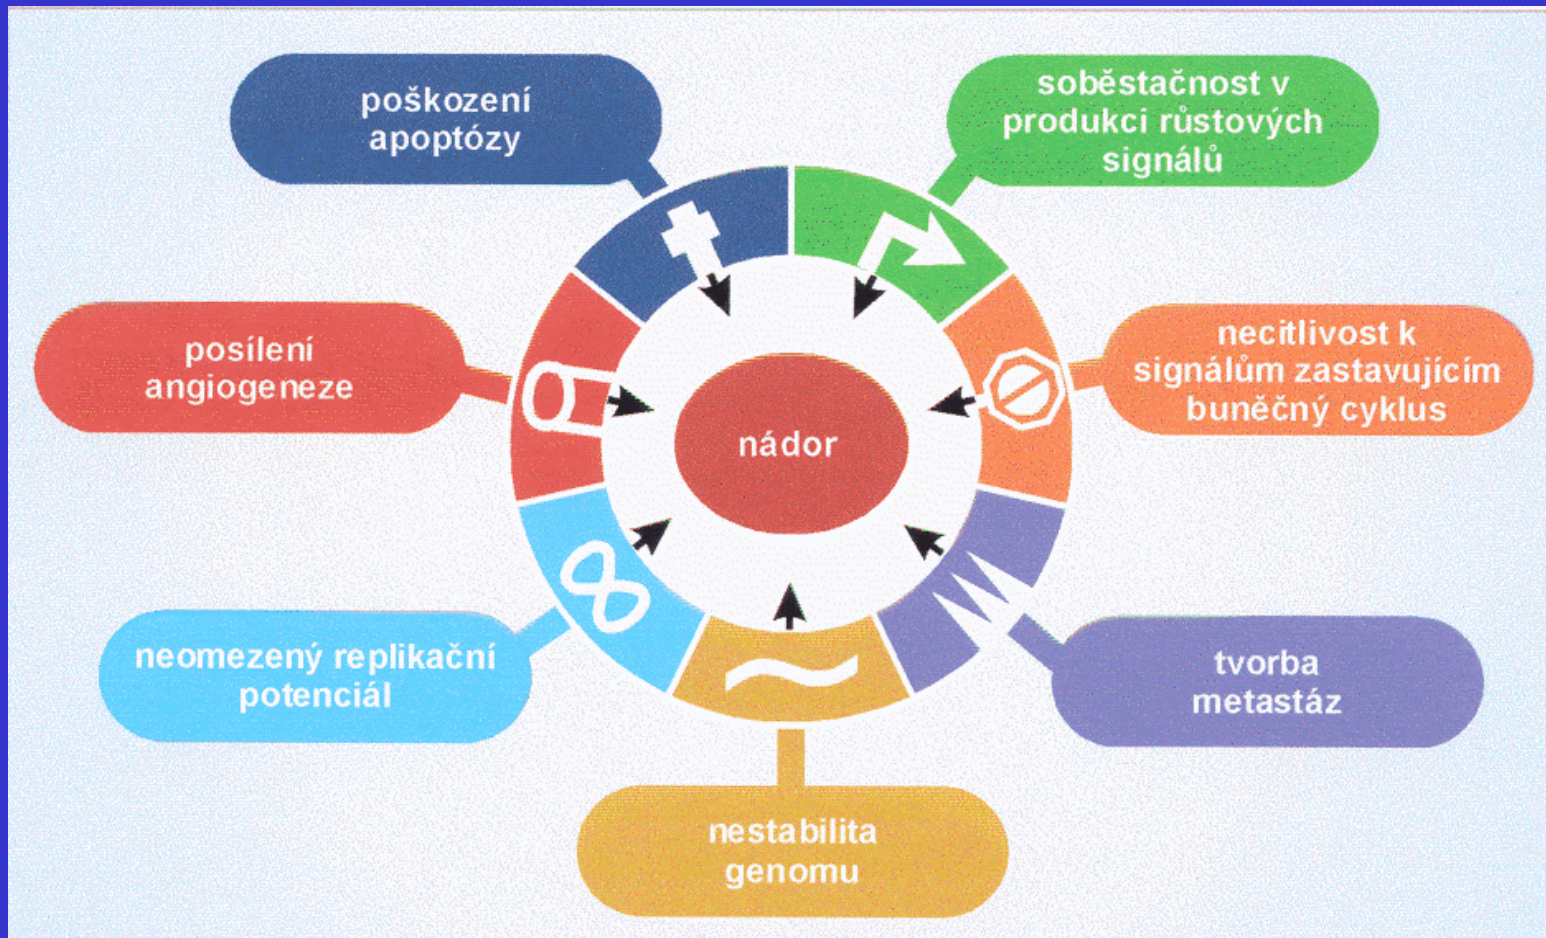 poškození
apoptózy
soběstačnost v
produkci růstových
signálů
posílení
angiogeneze
necitlivost k
signálům zastavujícím
buněčný cyklus
nádor
neomezený replikační
potenciál
tvorba
metastáz
nestabilita
genomu